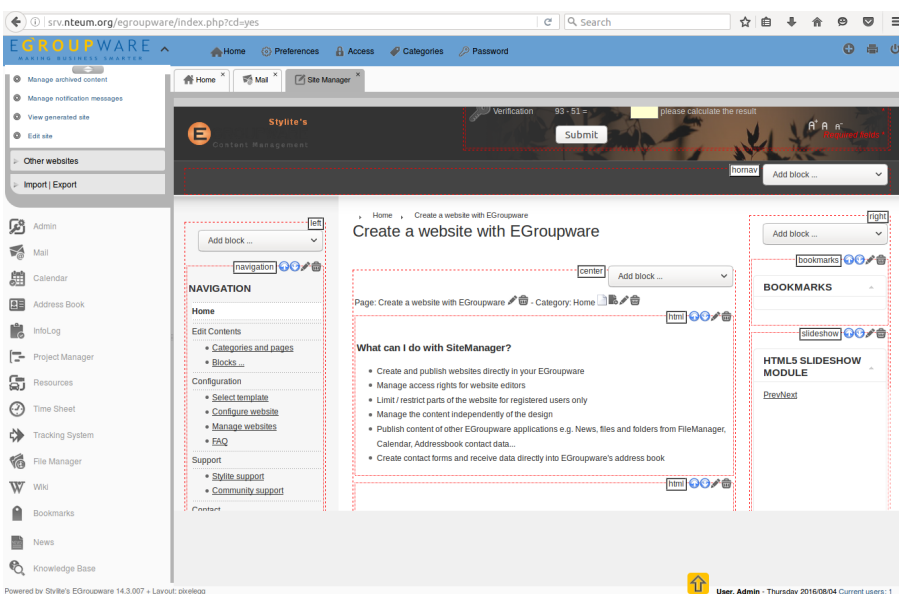 srv.nteum.org/egroupware/index.php?cd=yes
Search
EGROUPWARE
MAKING BUSINESS SMARTER
Home Preferences Access Categories Password
Manage archived content
Manage notification messages
View generated site
Edit site
Other websites
Import | Export
Admin
Mail
Calendar
Address Book
InfoLog
Project Manager
Resources
Time Sheet
Tracking System
File Manager
Wiki
Bookmarks
News
Knowledge Base
Home Mail Site Manager
E
Stylite's
Content Management
Verification 93 - 51 = please calculate the result
Submit
A+ A A-
hornav
Add block ...
left
Add block ...
navigation
NAVIGATION
Home
Edit Contents
Categories and pages
Blocks ...
Configuration
Select template
Configure website
Manage websites
FAQ
Support
Stylite support
Community support
Contact
Home Create a website with EGroupware
Create a website with EGroupware
center
Add block ...
Page: Create a website with EGroupware - Category: Home
html
What can I do with SiteManager?
Create and publish websites directly in your EGroupware
Manage access rights for website editors
Limit / restrict parts of the website for registered users only
Manage the content independently of the design
Publish content of other EGroupware applications e.g. News, files and folders from FileManager,
Calendar, Addressbook contact data...
Create contact forms and receive data directly into EGroupware's address book
html
right
Add block ...
bookmarks
BOOKMARKS
slideshow
HTML5 SLIDESHOW
MODULE
PrevNext
Powered by Stylite's EGroupware 14.3.007 + Layout: pixelegg
User, Admin - Thursday 2016/08/04 Current users: 1